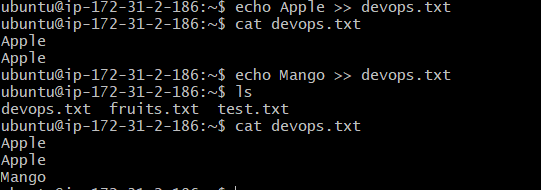 ubuntu@ip-172-31-2-186:~$ echo Apple >> devops.txt
ubuntu@ip-172-31-2-186:~$ cat devops.txt
Apple
Apple
ubuntu@ip-172-31-2-186:~$ echo Mango >> devops.txt
ubuntu@ip-172-31-2-186:~$ ls
devops.txt  fruits.txt  test.txt
ubuntu@ip-172-31-2-186:~$ cat devops.txt
Apple
Apple
Mango